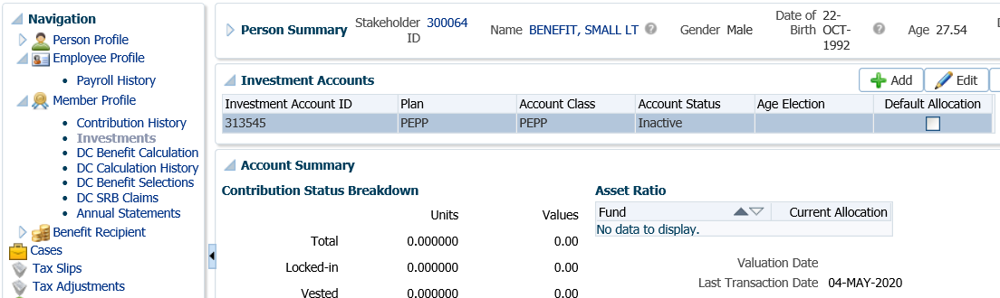 Navigation
Person Profile
Employee Profile
Payroll History
Member Profile
Contribution History
Investments
DC Benefit Calculation
DC Calculation History
DC Benefit Selections
DC SRB Claims
Annual Statements
Benefit Recipient
Cases
Tax Slips
Tax Adjustments
Person Summary
Stakeholder ID 300064
Name BENEFIT, SMALL LT
Gender Male
Date of Birth 22-OCT-1992
Age 27.54
Investment Accounts
Add Edit
Investment Account ID Plan Account Class Account Status Age Election Default Allocation
313545 PEPP PEPP Inactive
Account Summary
Contribution Status Breakdown
Units Values
Total 0.000000 0.00
Locked-in 0.000000 0.00
Vested 0.000000 0.00
Asset Ratio
Fund Current Allocation
No data to display.
Valuation Date
Last Transaction Date 04-MAY-2020